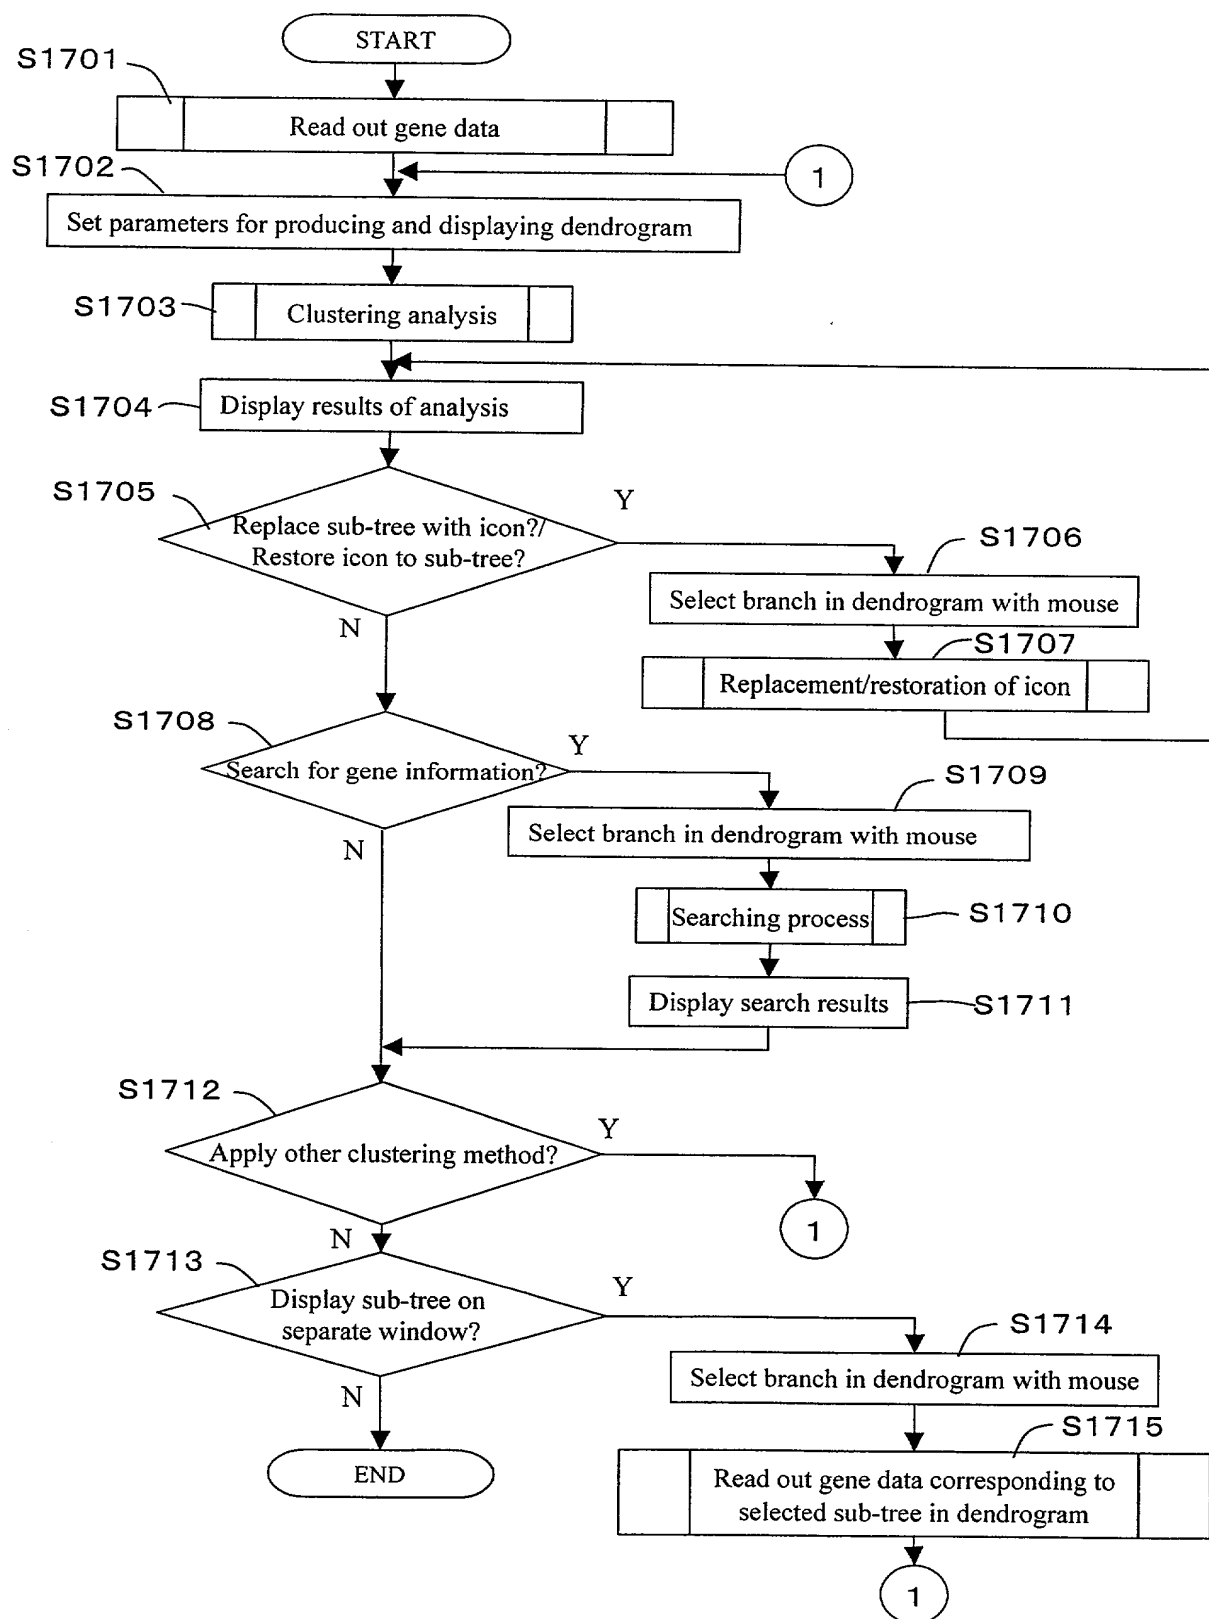 START
S1701
Read out gene data
S1702
1
Set parameters for producing and displaying dendrogram
S1703
Clustering analysis
S1704
Display results of analysis
S1705
Y
Replace sub-tree with icon?/
Restore icon to sub-tree?
S1706
Select branch in dendrogram with mouse
N
S1707
Replacement/restoration of icon
S1708
Y
Search for gene information?
S1709
Select branch in dendrogram with mouse
N
Searching process
S1710
Display search results
S1711
S1712
Y
Apply other clustering method?
1
N
S1713
Y
Display sub-tree on
separate window?
S1714
Select branch in dendrogram with mouse
N
S1715
END
Read out gene data corresponding to
selected sub-tree in dendrogram
1